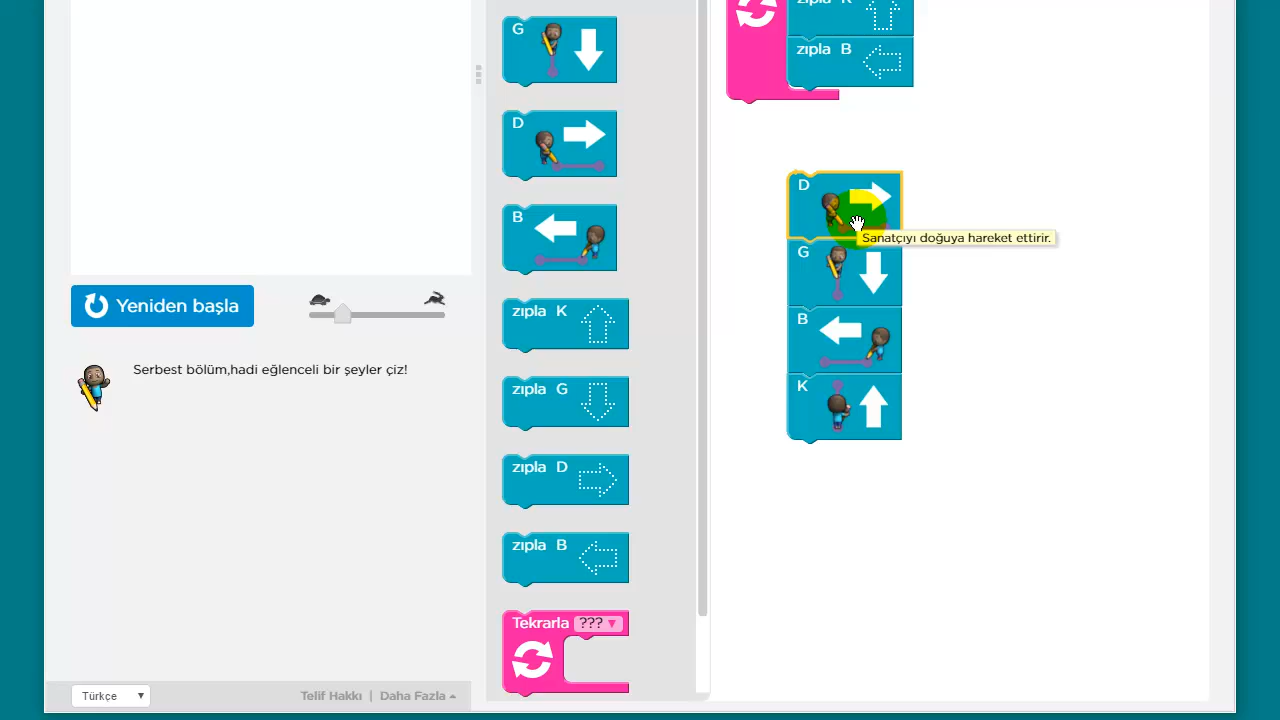 G
D
B
zıpla K
zıpla G
zıpla D
zıpla B
Tekrarla ???
zıpla K
zıpla B
D
Sanatçıyı doğuya hareket ettirir.
G
B
K
Yeniden başla
Serbest bölüm,hadi eğlenceli bir şeyler çiz!
Türkçe
Telif Hakkı | Daha Fazla